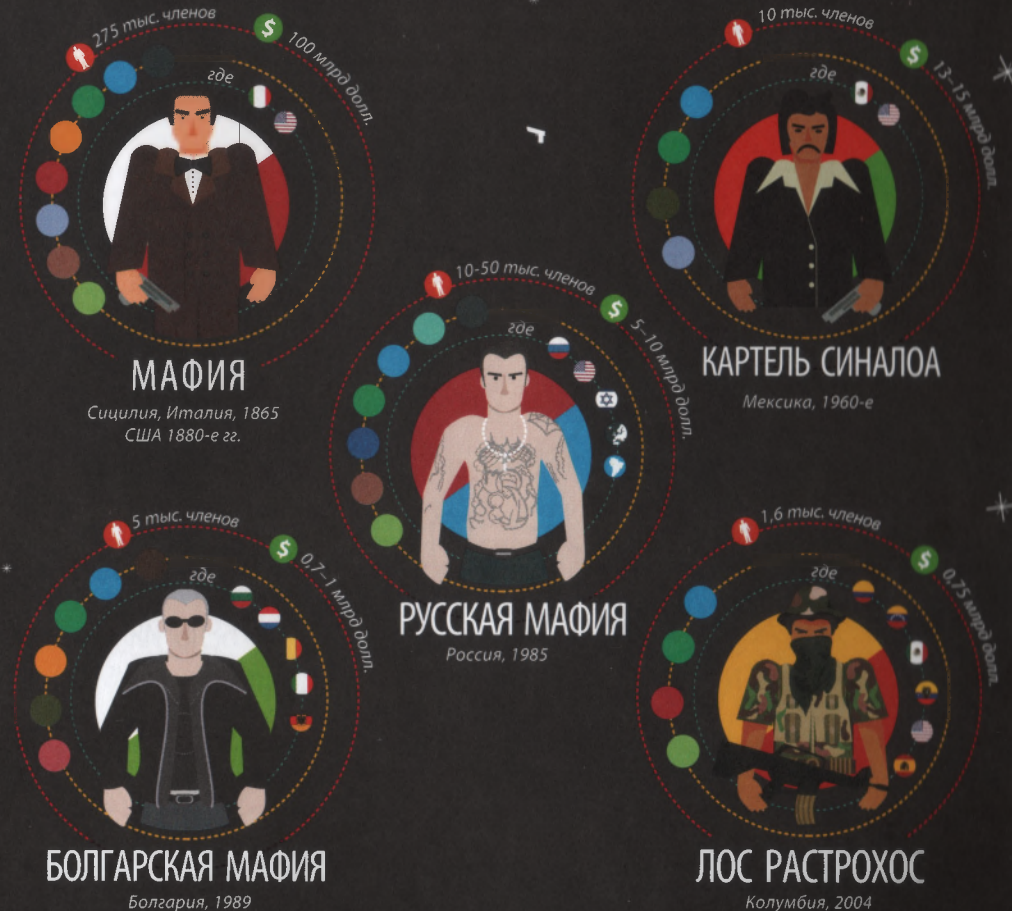 275 тыс. членов
100 млрд долл.
где
МАФИЯ
Сицилия, Италия, 1865
США 1880-е гг.
10 тыс. членов
13–15 млрд долл.
где
КАРТЕЛЬ СИНАЛОА
Мексика, 1960-е
10-50 тыс. членов
5–10 млрд долл.
где
РУССКАЯ МАФИЯ
Россия, 1985
5 тыс. членов
0,7–1 млрд долл.
где
БОЛГАРСКАЯ МАФИЯ
Болгария, 1989
1,6 тыс. членов
0,75 млрд долл.
где
ЛОС РАСТРОХОС
Колумбия, 2004